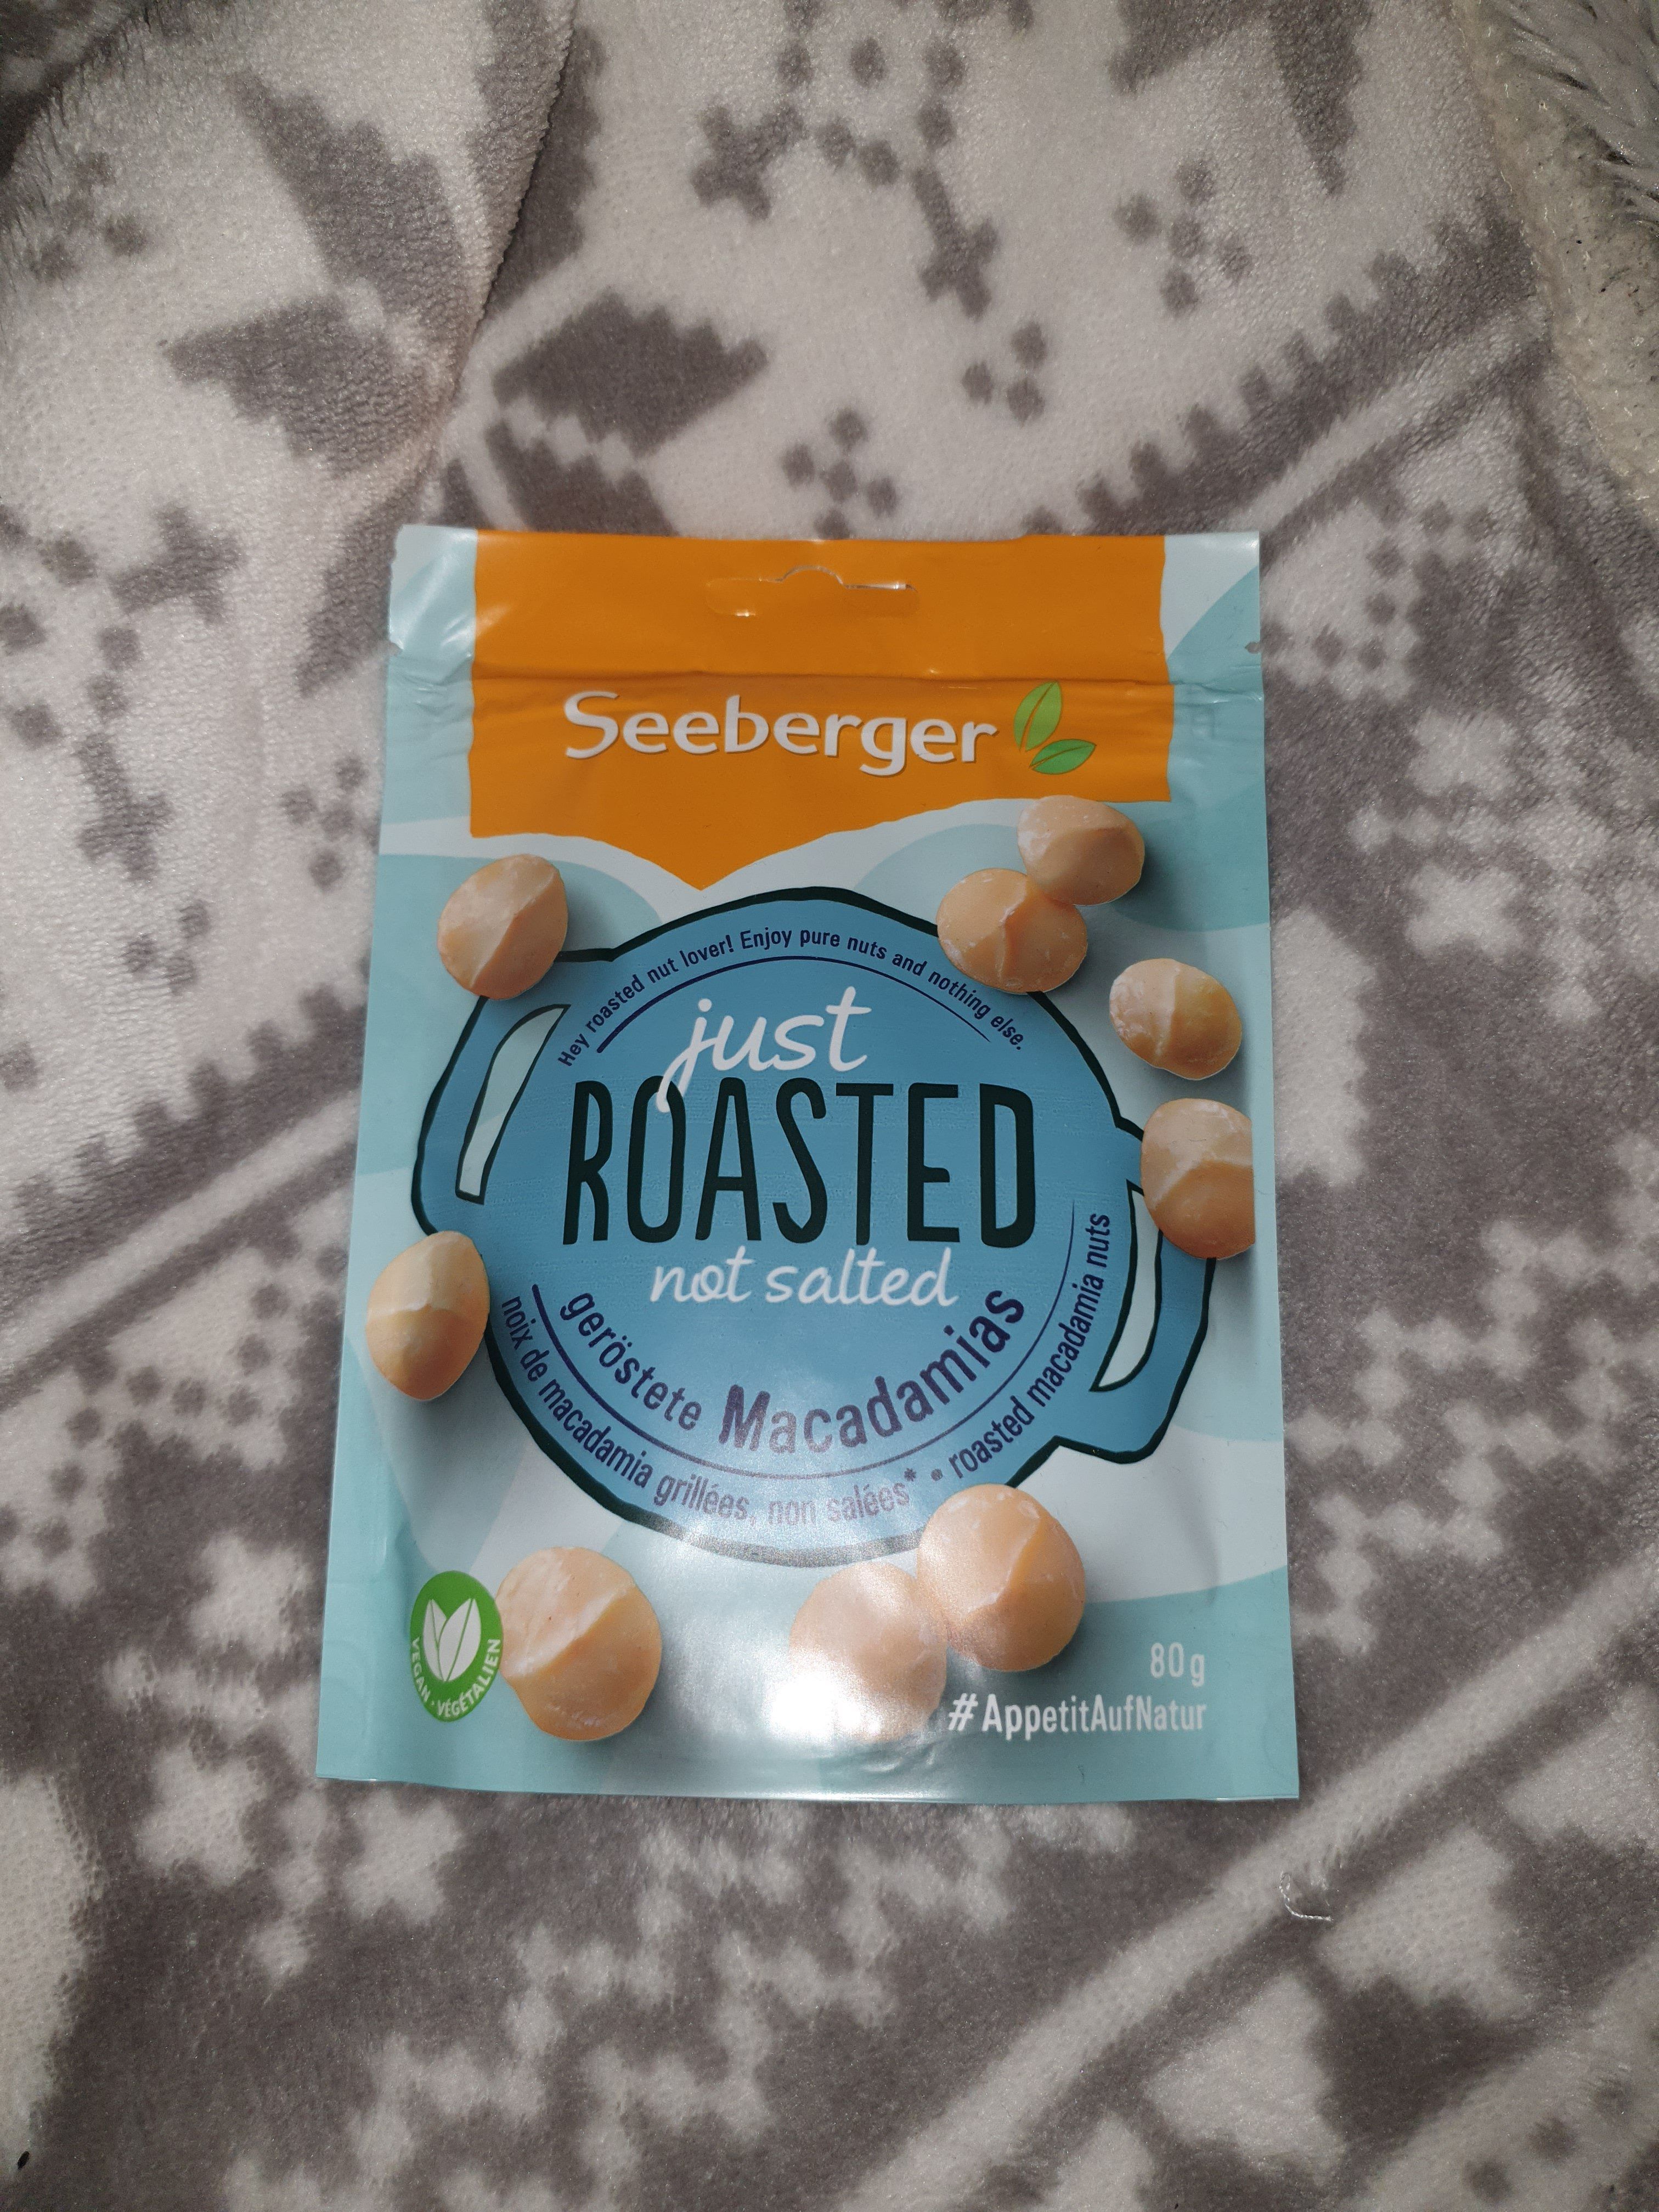 Seeberger
Hey roasted nut lover! Enjoy pure nuts and nothing else.
just
ROASTED
not salted
geröstete Macadamias
noix de macadamia grillées, non salées* • roasted macadamia nuts
VEGAN • VÉGÉTALIEN
80g
#AppetitAufNatur